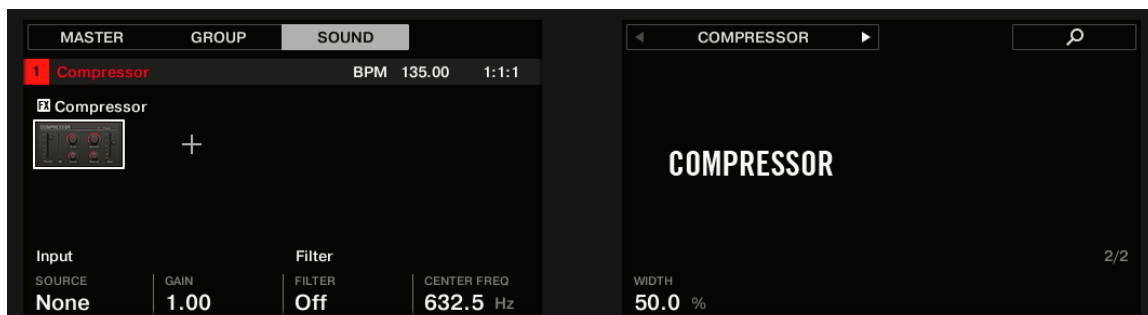 MASTER GROUP SOUND
1 Compressor BPM 135.00 1:1:1
FX Compressor
Input Filter
SOURCE GAIN FILTER CENTER FREQ
None 1.00 Off 632.5 Hz
COMPRESSOR
COMPRESSOR
2/2
WIDTH
50.0 %